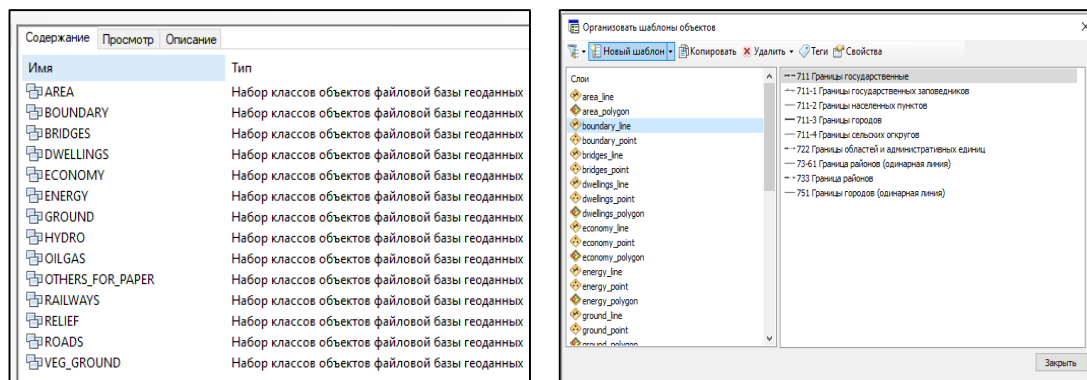 Содержание Просмотр Описание
Имя Тип
AREA Набор классов объектов файловой базы геоданных
BOUNDARY Набор классов объектов файловой базы геоданных
BRIDGES Набор классов объектов файловой базы геоданных
DWELLINGS Набор классов объектов файловой базы геоданных
ECONOMY Набор классов объектов файловой базы геоданных
ENERGY Набор классов объектов файловой базы геоданных
GROUND Набор классов объектов файловой базы геоданных
HYDRO Набор классов объектов файловой базы геоданных
OILGAS Набор классов объектов файловой базы геоданных
OTHERS_FOR_PAPER Набор классов объектов файловой базы геоданных
RAILWAYS Набор классов объектов файловой базы геоданных
RELIEF Набор классов объектов файловой базы геоданных
ROADS Набор классов объектов файловой базы геоданных
VEG_GROUND Набор классов объектов файловой базы геоданных
Организовать шаблоны объектов
Новый шаблон Копировать Удалить Теги Свойства
Слои
area_line
area_polygon
boundary_line
boundary_point
bridges_line
bridges_point
dwellings_line
dwellings_point
dwellings_polygon
economy_line
economy_point
economy_polygon
energy_line
energy_point
energy_polygon
ground_line
ground_point
ground_polygon
711 Границы государственные
711-1 Границы государственных заповедников
711-2 Границы населенных пунктов
711-3 Границы городов
711-4 Границы сельских огкругов
722 Границы областей и административных единиц
73-61 Граница районов (одинарная линия)
733 Граница районов
751 Границы городов (одинарная линия)
Закрыть